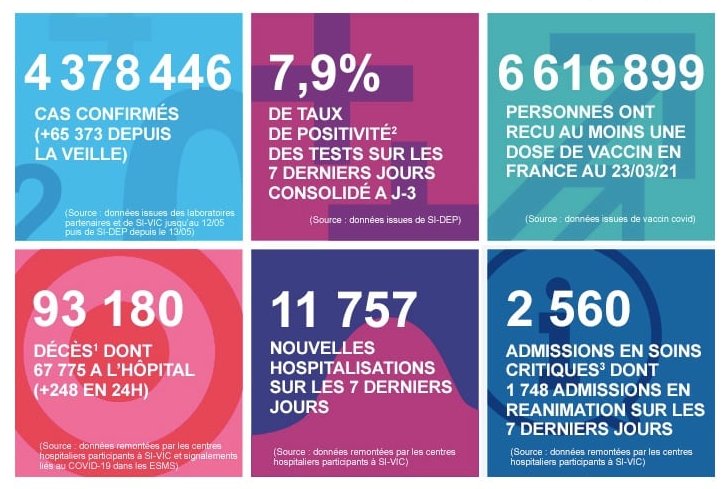 4 378 446
CAS CONFIRMÉS
(+65 373 DEPUIS
LA VEILLE)
(Source : données issues des laboratoires
partenaires et de SI-VIC jusqu'au 12/05
puis de SI-DEP depuis le 13/05)
7,9%
DE TAUX
DE POSITIVITÉ²
DES TESTS SUR LES
7 DERNIERS JOURS
CONSOLIDÉ A J-3
(Source : données issues de SI-DEP)
6 616 899
PERSONNES ONT
RECU AU MOINS UNE
DOSE DE VACCIN EN
FRANCE AU 23/03/21
(Source : données issues de vaccin covid)
93 180
DÉCÈS¹ DONT
67 775 A L'HÔPITAL
(+248 EN 24H)
(Source : données remontées par les centres
hospitaliers participants à SI-VIC et signalements
liés au COVID-19 dans les ESMS)
11 757
NOUVELLES
HOSPITALISATIONS
SUR LES 7 DERNIERS
JOURS
(Source : données remontées par les centres
hospitaliers participants à SI-VIC)
2 560
ADMISSIONS EN SOINS
CRITIQUES³ DONT
1 748 ADMISSIONS EN
REANIMATION SUR LES
7 DERNIERS JOURS
(Source : données remontées par les centres
hospitaliers participants à SI-VIC)